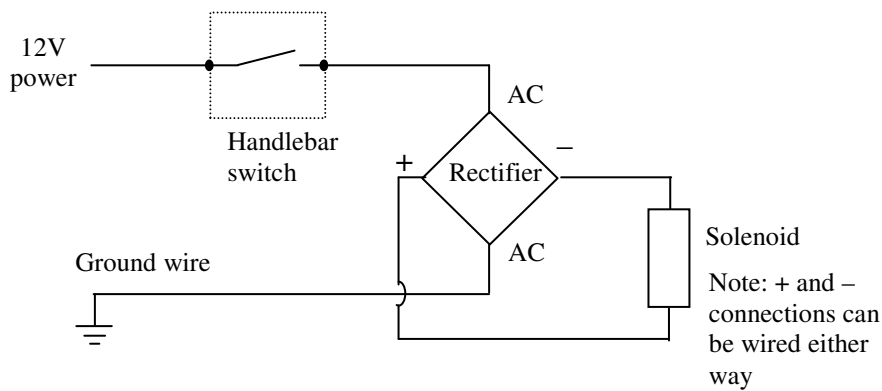 12V
power
Handlebar
switch
AC
+
Rectifier
–
AC
Ground wire
Solenoid
Note: + and –
connections can
be wired either
way